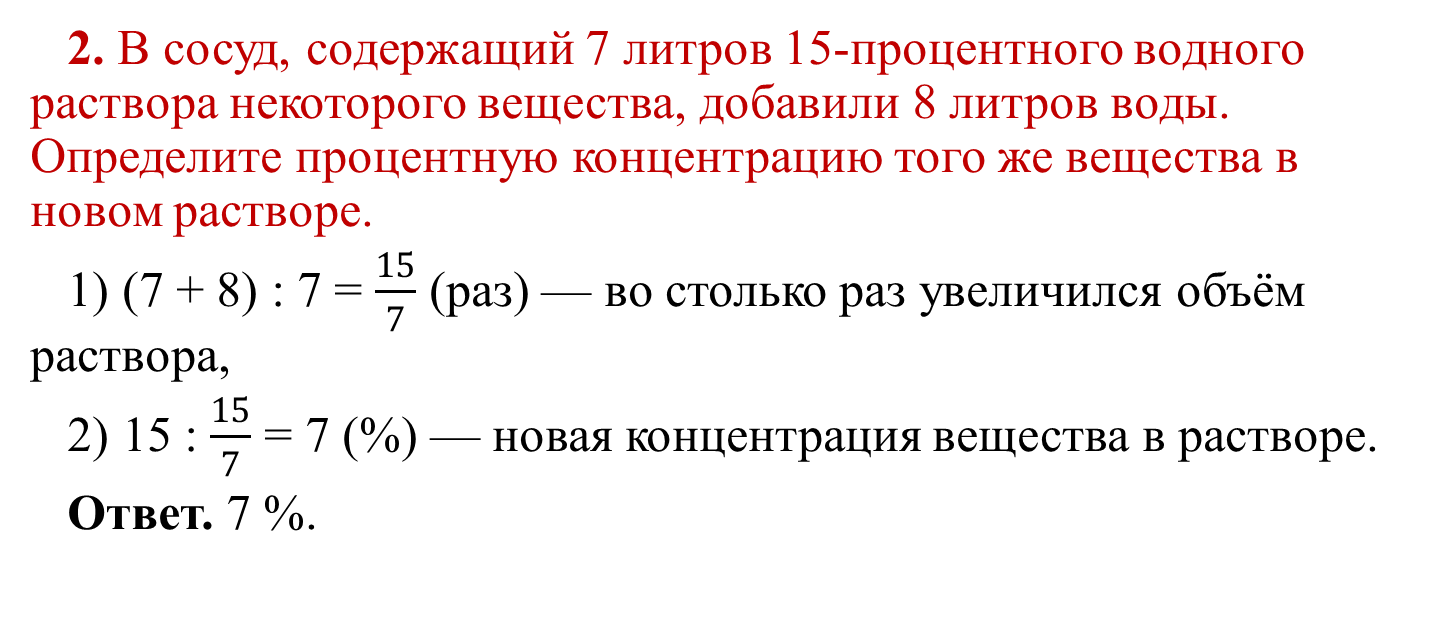 2. В сосуд, содержащий 7 литров 15-процентного водного
раствора некоторого вещества, добавили 8 литров воды.
Определите процентную концентрацию того же вещества в
новом растворе.
1) (7 + 8) : 7 = 15/7 (раз) — во столько раз увеличился объём
раствора,
2) 15 : 15/7 = 7 (%) — новая концентрация вещества в растворе.
Ответ. 7 %.